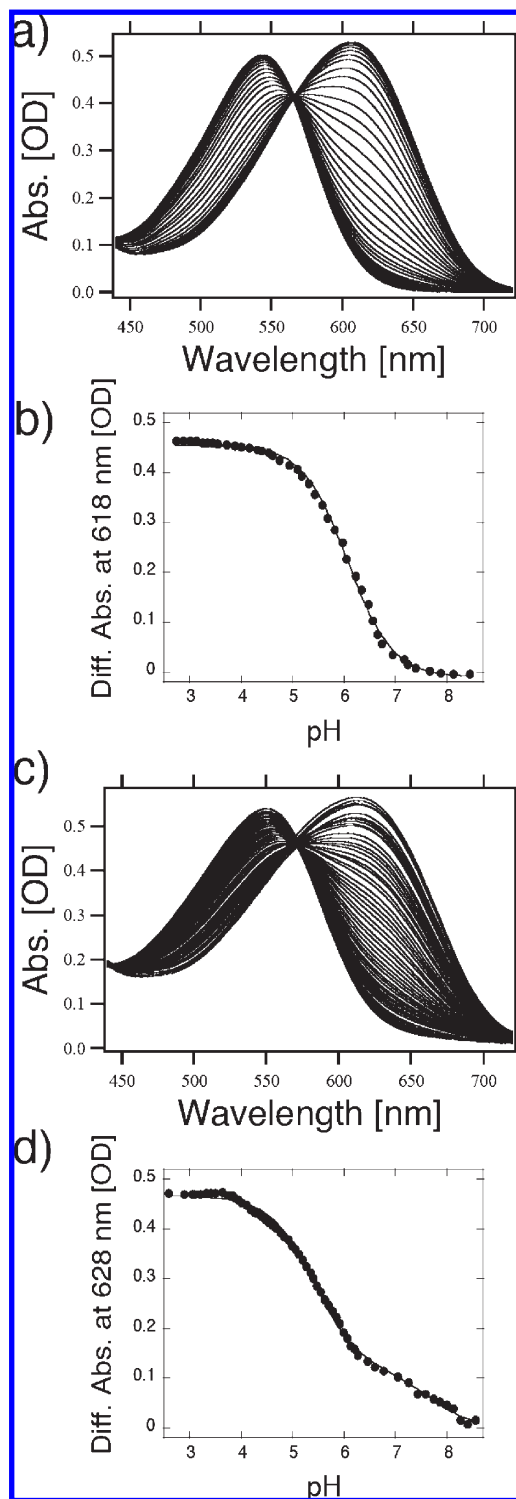 a)
Abs. [OD]
0.5
0.4
0.3
0.2
0.1
0.0
450 500 550 600 650 700
Wavelength [nm]
b)
Diff. Abs. at 618 nm [OD]
0.5
0.4
0.3
0.2
0.1
0
3 4 5 6 7 8
pH
c)
Abs. [OD]
0.5
0.4
0.3
0.2
0.1
0.0
450 500 550 600 650 700
Wavelength [nm]
d)
Diff. Abs. at 628 nm [OD]
0.5
0.4
0.3
0.2
0.1
0
3 4 5 6 7 8
pH